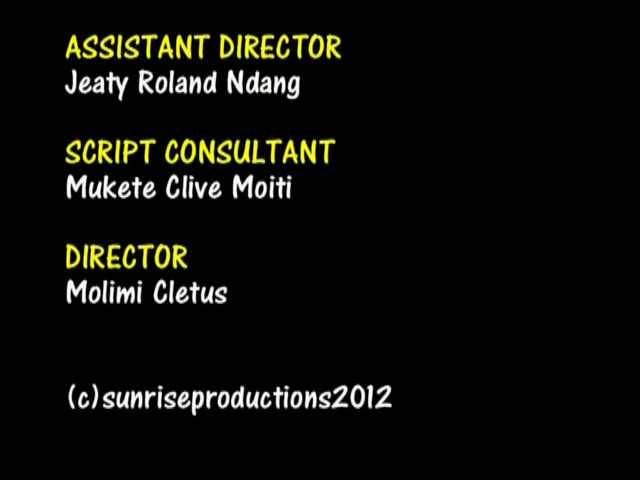 ASSISTANT DIRECTOR
Jeaty Roland Ndang
SCRIPT CONSULTANT
Mukete Clive Moiti
DIRECTOR
Molimi Cletus
(c)sunriseproductions2012